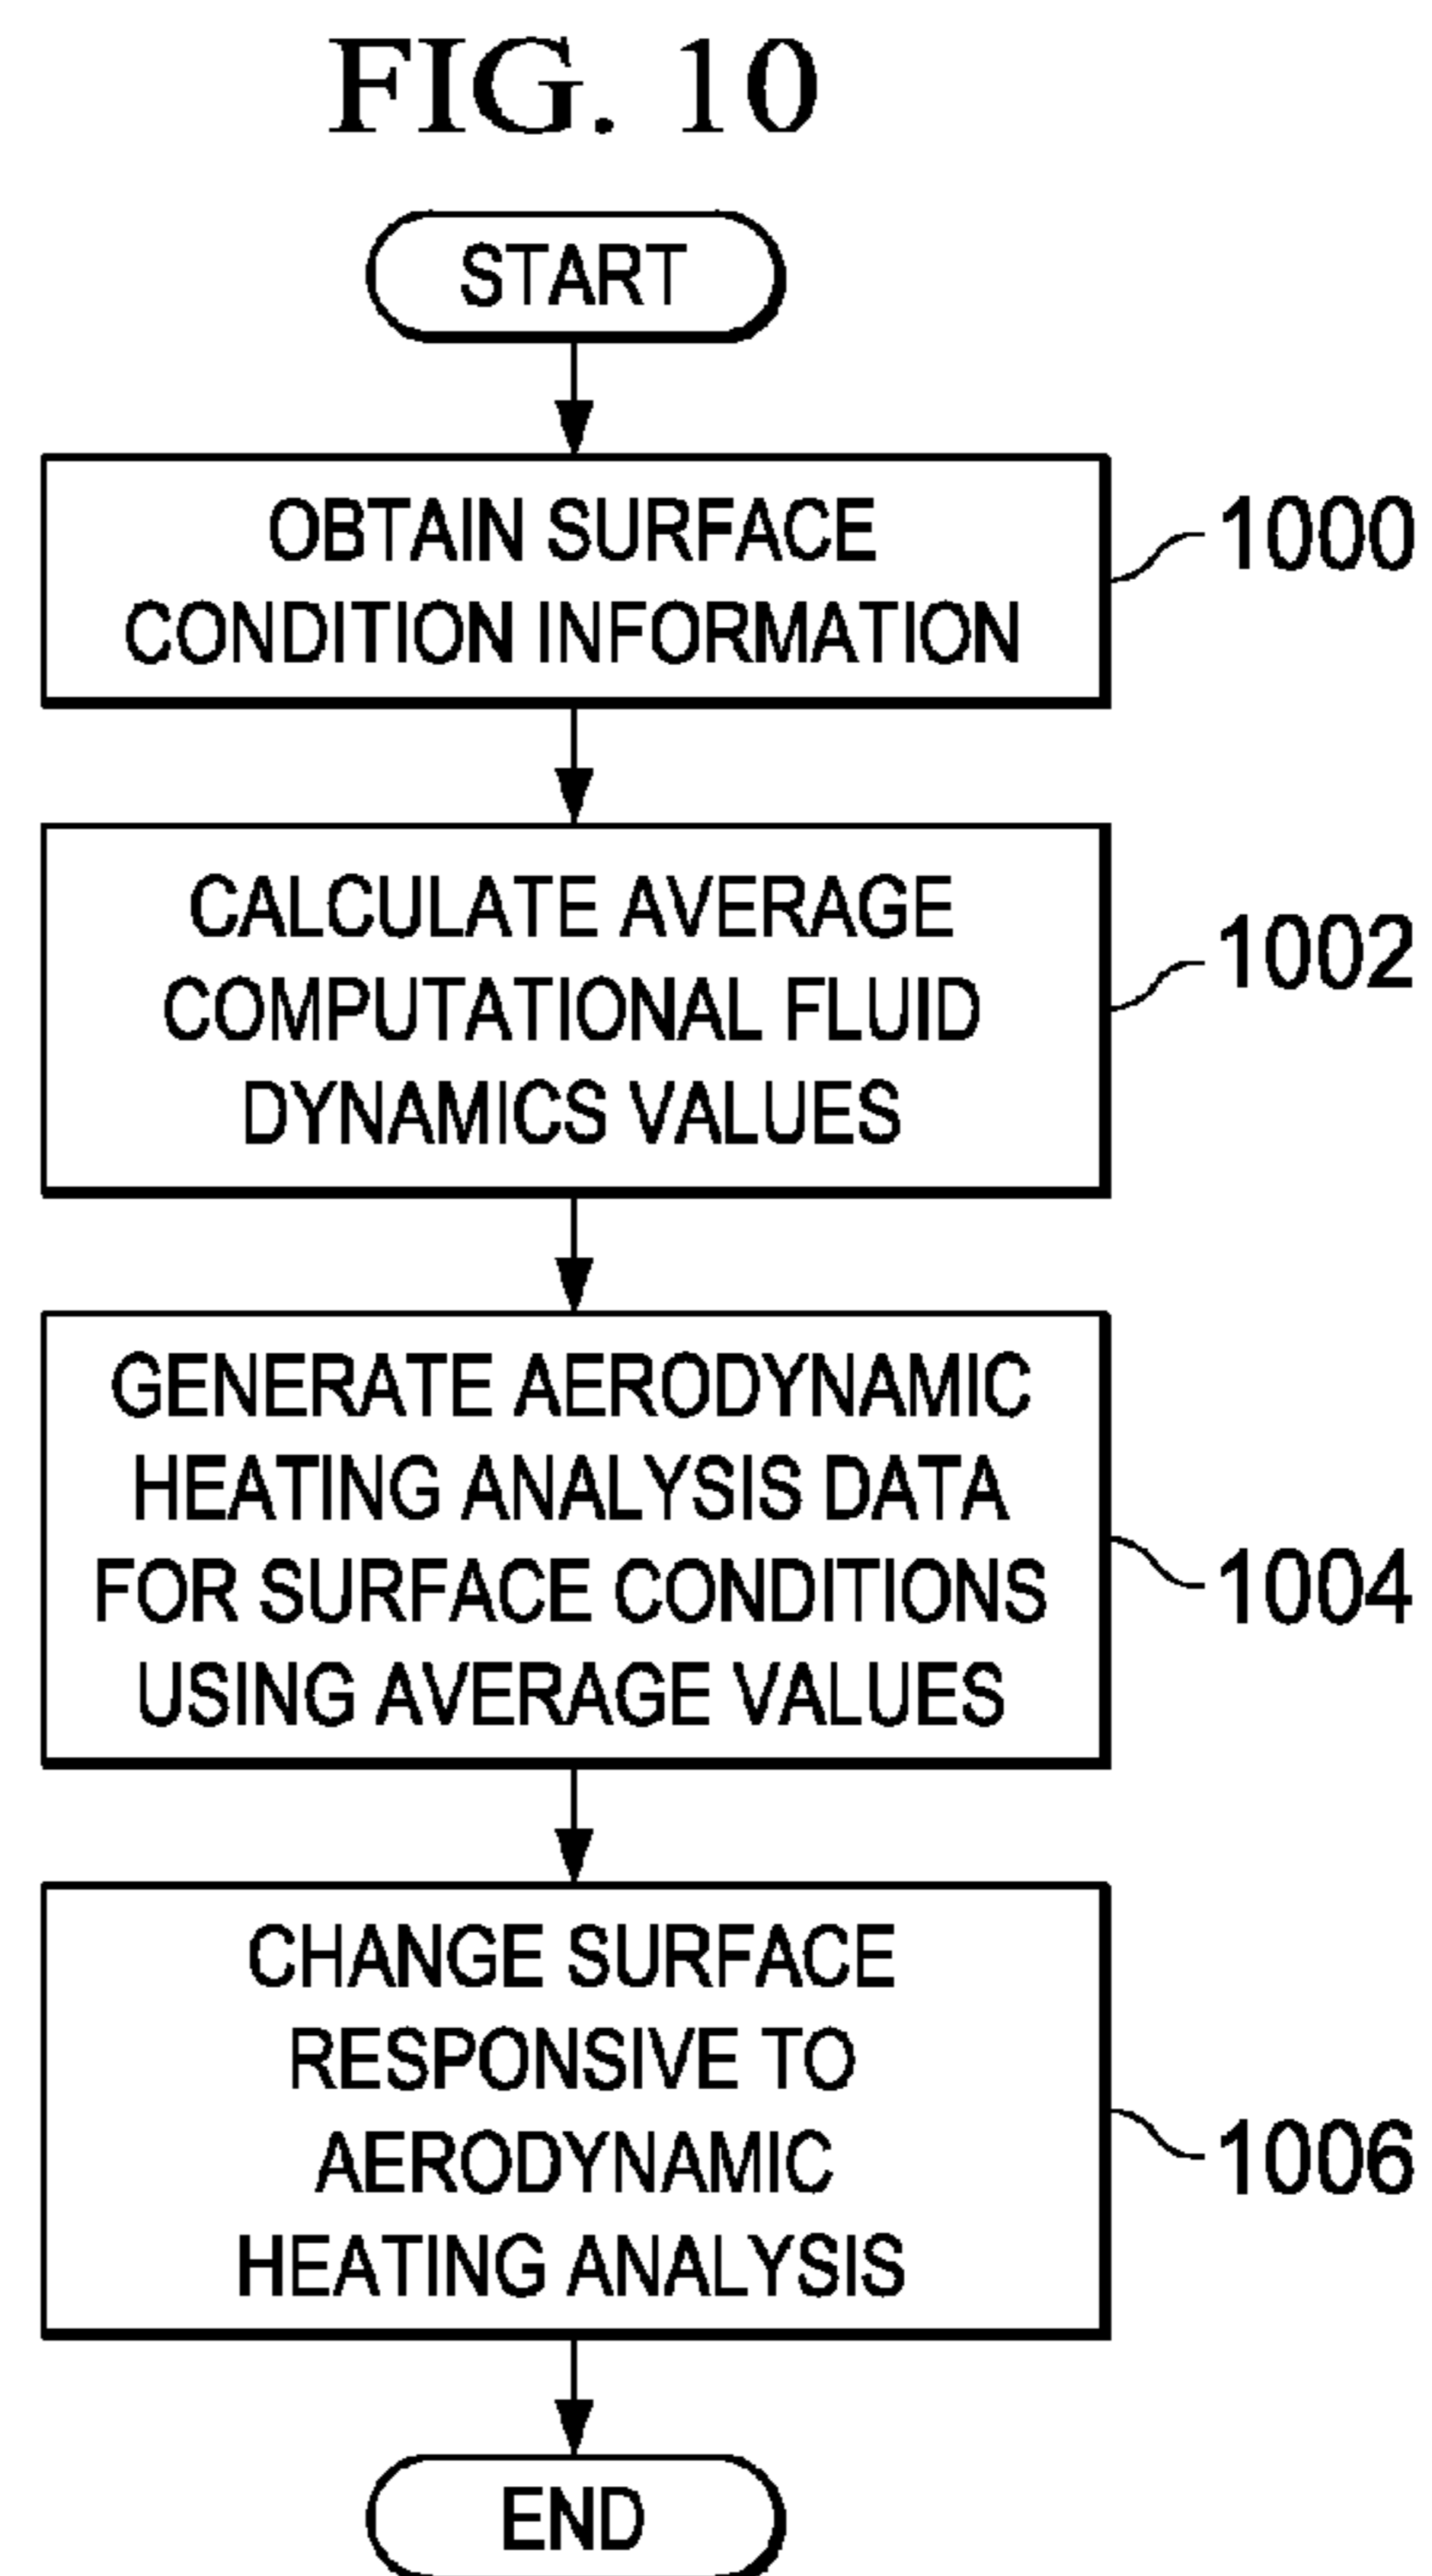 FIG. 10
START
OBTAIN SURFACE
CONDITION INFORMATION
1000
CALCULATE AVERAGE
COMPUTATIONAL FLUID
DYNAMICS VALUES
1002
GENERATE AERODYNAMIC
HEATING ANALYSIS DATA
FOR SURFACE CONDITIONS
USING AVERAGE VALUES
1004
CHANGE SURFACE
RESPONSIVE TO
AERODYNAMIC
HEATING ANALYSIS
1006
END